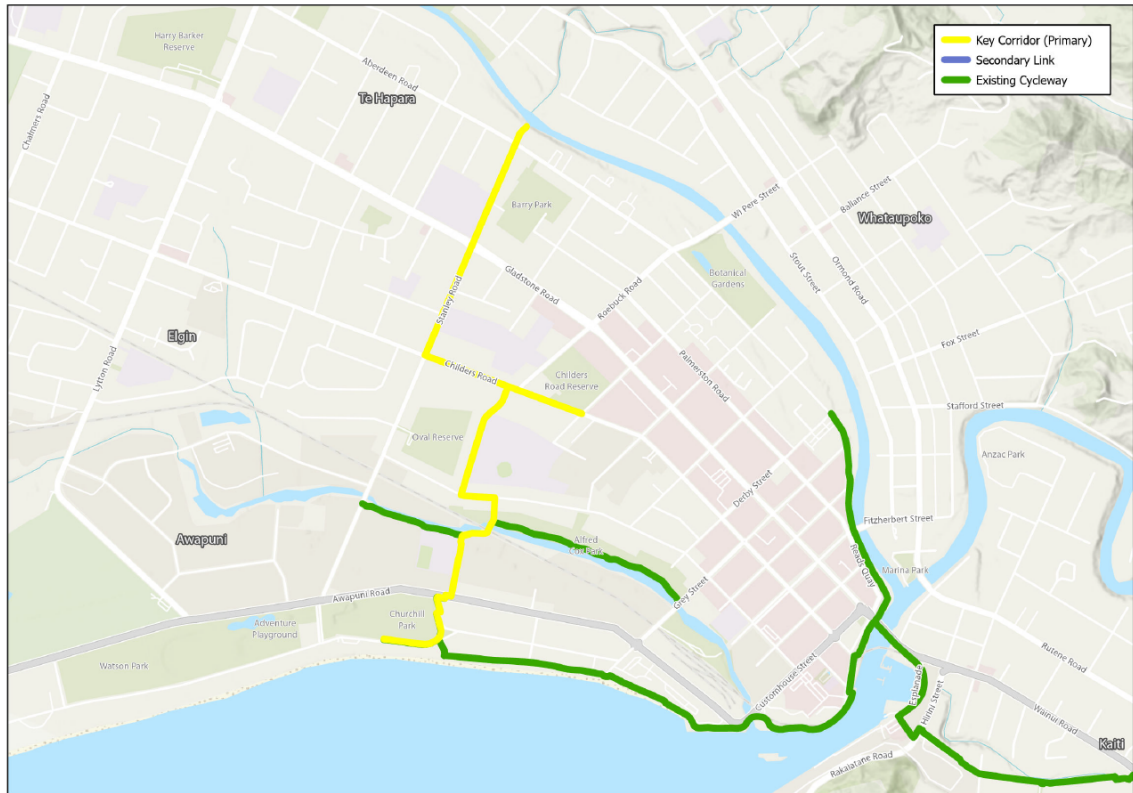 Harry Barker
Reserve
Aberdeen Road
Te Hapara
Chalmers Road
Key Corridor (Primary)
Secondary Link
Existing Cycleway
Barry Park
Wi Pere Street
Ballance Street
Whataupoko
Stout Street
Ormond Road
Botanical
Gardens
Gladstone Road
Roebuck Road
Stanley Road
Elgin
Lytton Road
Fox Street
Palmerston Road
Childers Road
Childers
Road Reserve
Stafford Street
Oval Reserve
Anzac Park
Derby Street
Fitzherbert Street
Awapuni
Alfred
Cox Park
Reads Quay
Marina Park
Grey Street
Awapuni Road
Churchill
Park
Adventure
Playground
Watson Park
Rutene Road
Customhouse Street
Esplanade
Hirini Street
Wainui Road
Kaiti
Rakaiatane Road